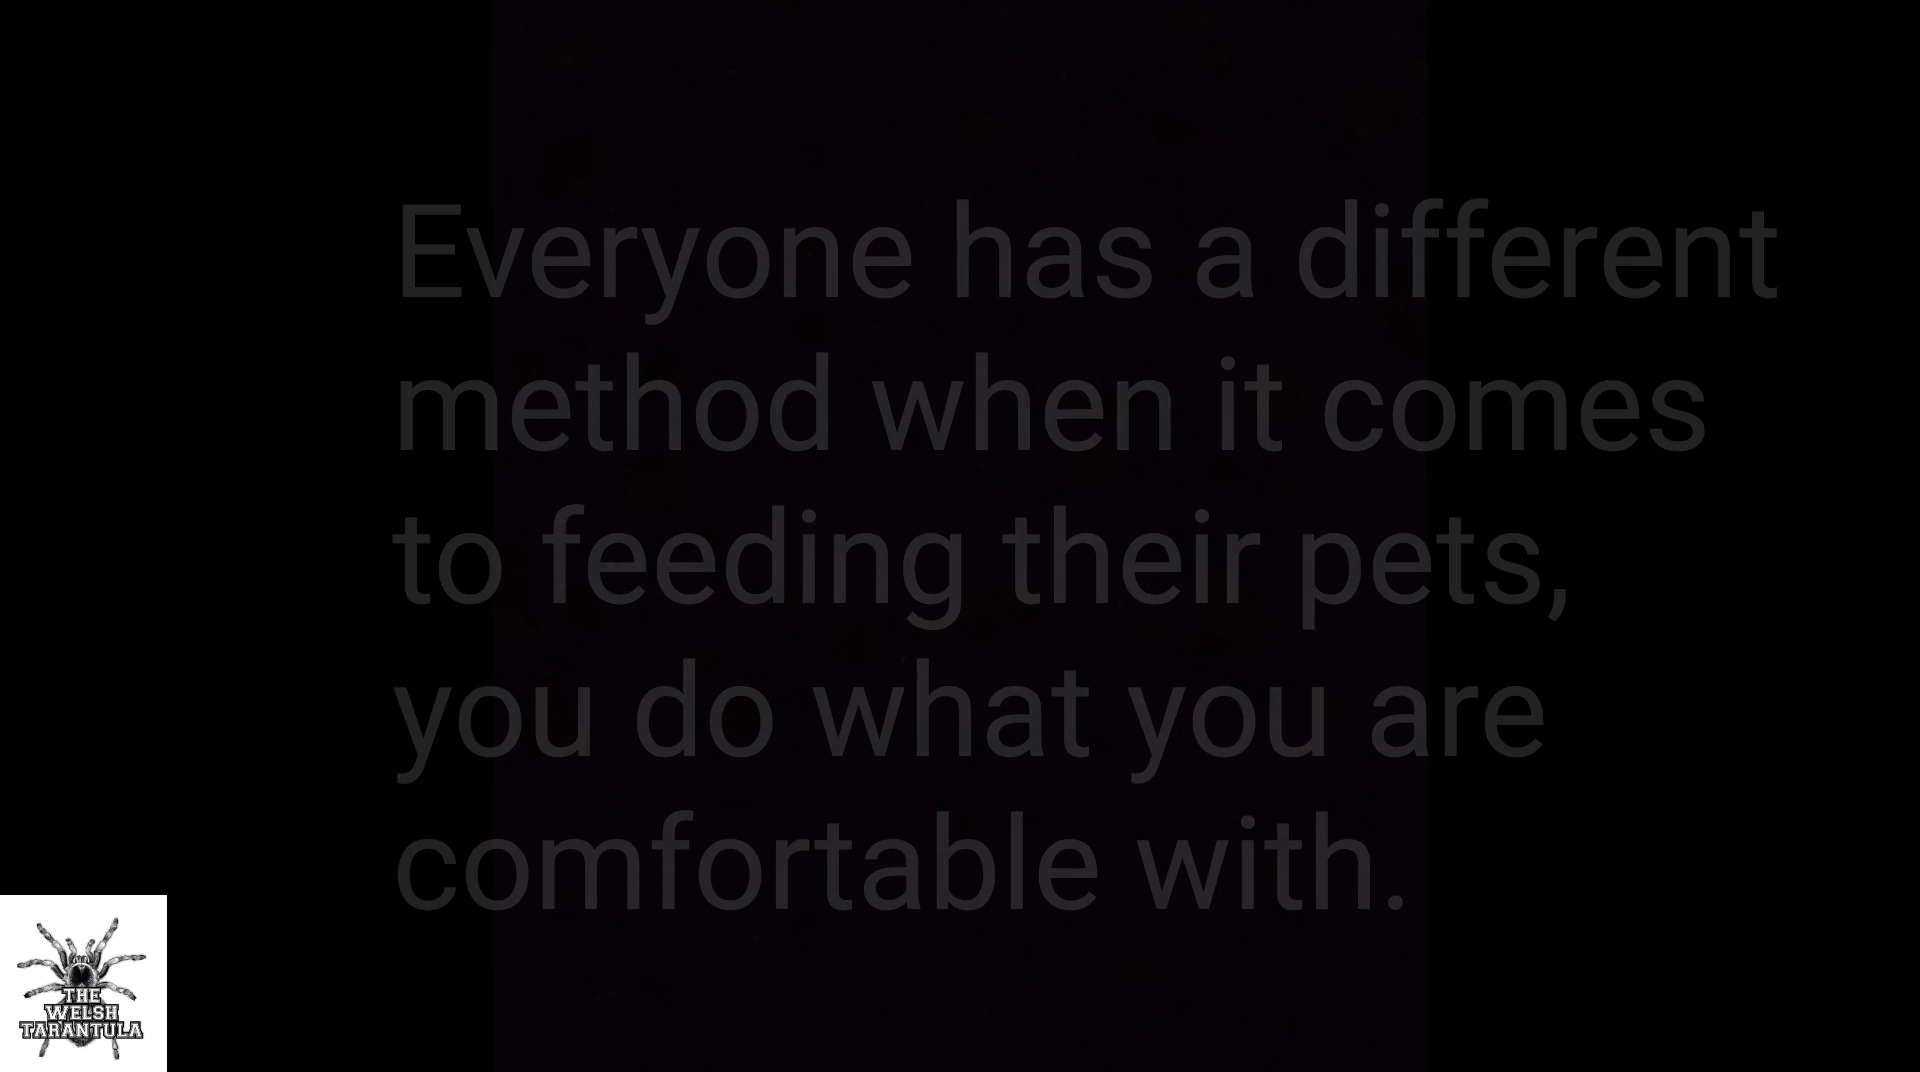 Everyone has a different
method when it comes
to feeding their pets,
you do what you are
comfortable with.
THE
WELSH
TARANTULA